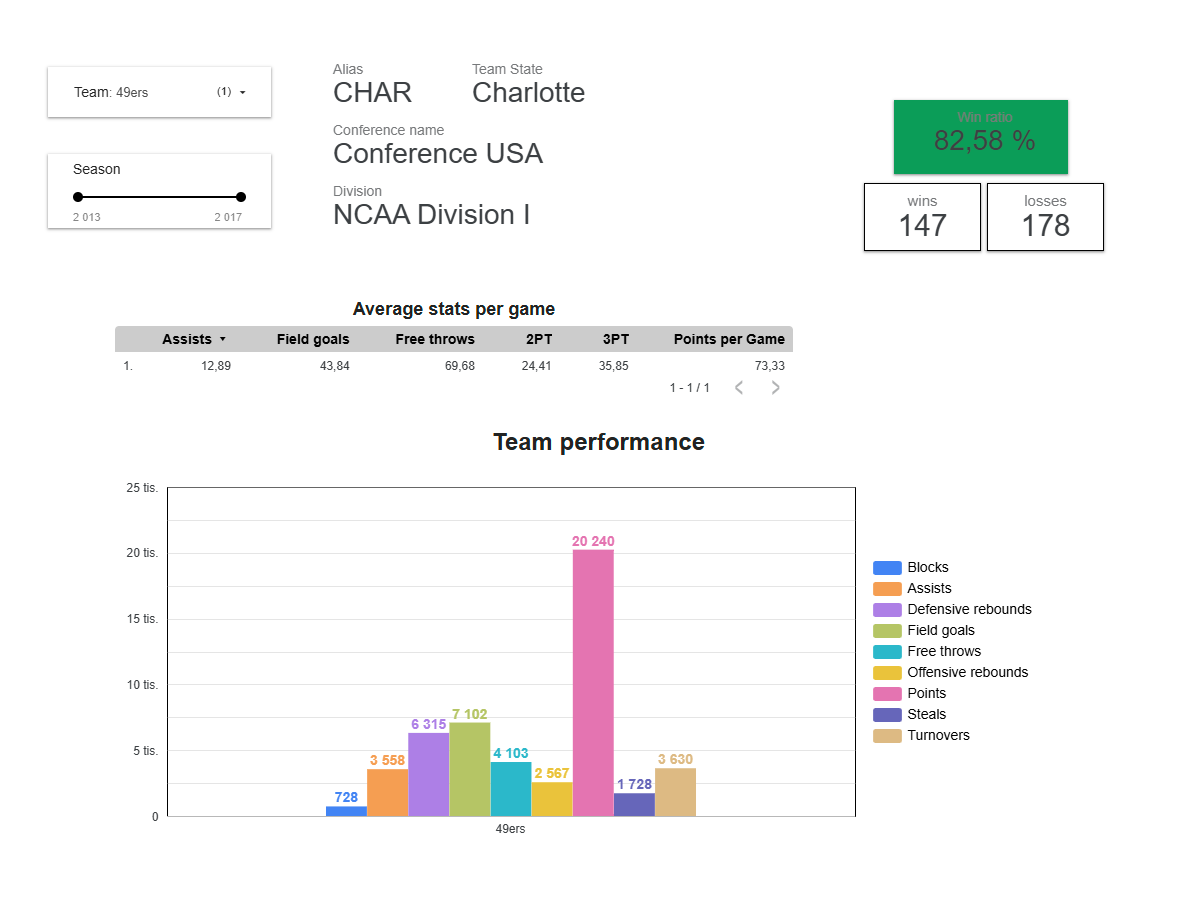 Team: 49ers (1)
Season
2 013 2 017
Alias
CHAR
Team State
Charlotte
Conference name
Conference USA
Division
NCAA Division I
Win ratio
82,58 %
wins
147
losses
178
Average stats per game
Assists Field goals Free throws 2PT 3PT Points per Game
1. 12,89 43,84 69,68 24,41 35,85 73,33
1 - 1 / 1
Team performance
25 tis.
20 tis.
15 tis.
10 tis.
5 tis.
0
728
3 558
6 315
7 102
4 103
2 567
20 240
1 728
3 630
49ers
Blocks
Assists
Defensive rebounds
Field goals
Free throws
Offensive rebounds
Points
Steals
Turnovers